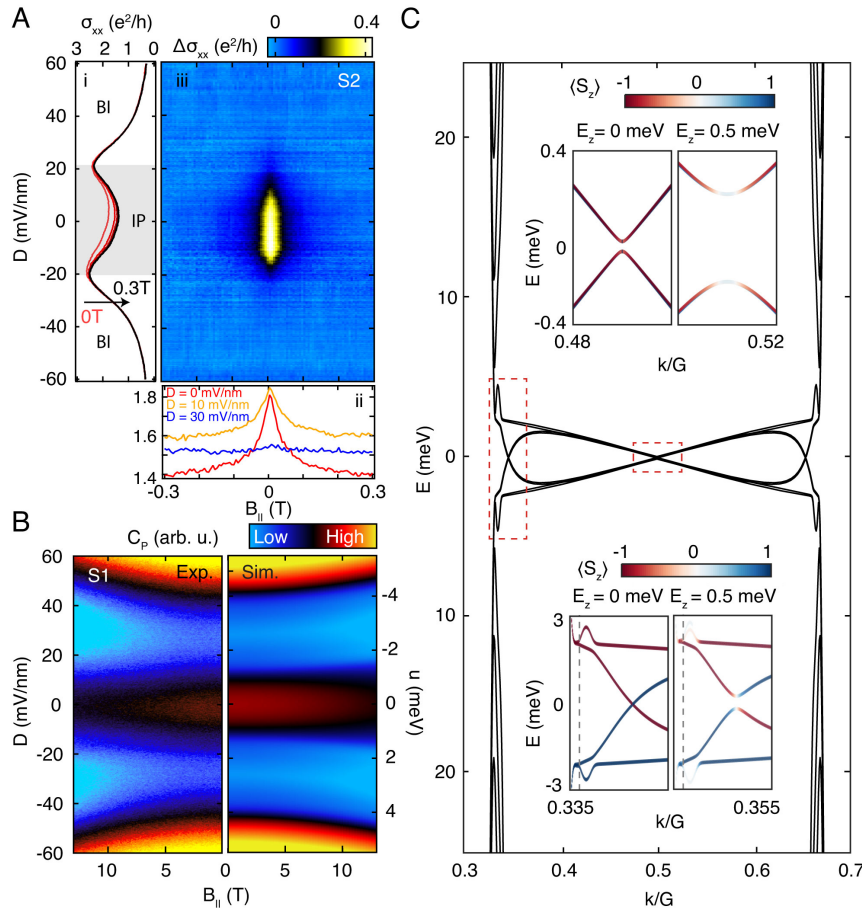 A
σxx (e²/h)
3 2 1 0
Δσxx (e²/h)
0 0.4
D (mV/nm)
60
40
20
0
-20
-40
-60
i
BI
IP
0.3T
0T
BI
iii
S2
ii
D = 0 mV/nm
D = 10 mV/nm
D = 30 mV/nm
1.8
1.6
1.4
-0.3 0 0.3
B|| (T)
B
CP (arb. u.)
Low High
S1 Exp. Sim.
D (mV/nm)
60
40
20
0
-20
-40
-60
-4
-2
0
2
4
u (meV)
10 5 0 0 5 10
B|| (T)
C
E (meV)
20
10
0
10
20
0.3 0.4 0.5 0.6 0.7
k/G
⟨Sz⟩ -1 0 1
Ez= 0 meV Ez= 0.5 meV
E (meV)
0.4
0
-0.4
0.48 0.52
k/G
⟨Sz⟩ -1 0 1
Ez= 0 meV Ez= 0.5 meV
E (meV)
3
0
-3
0.335 0.355
k/G